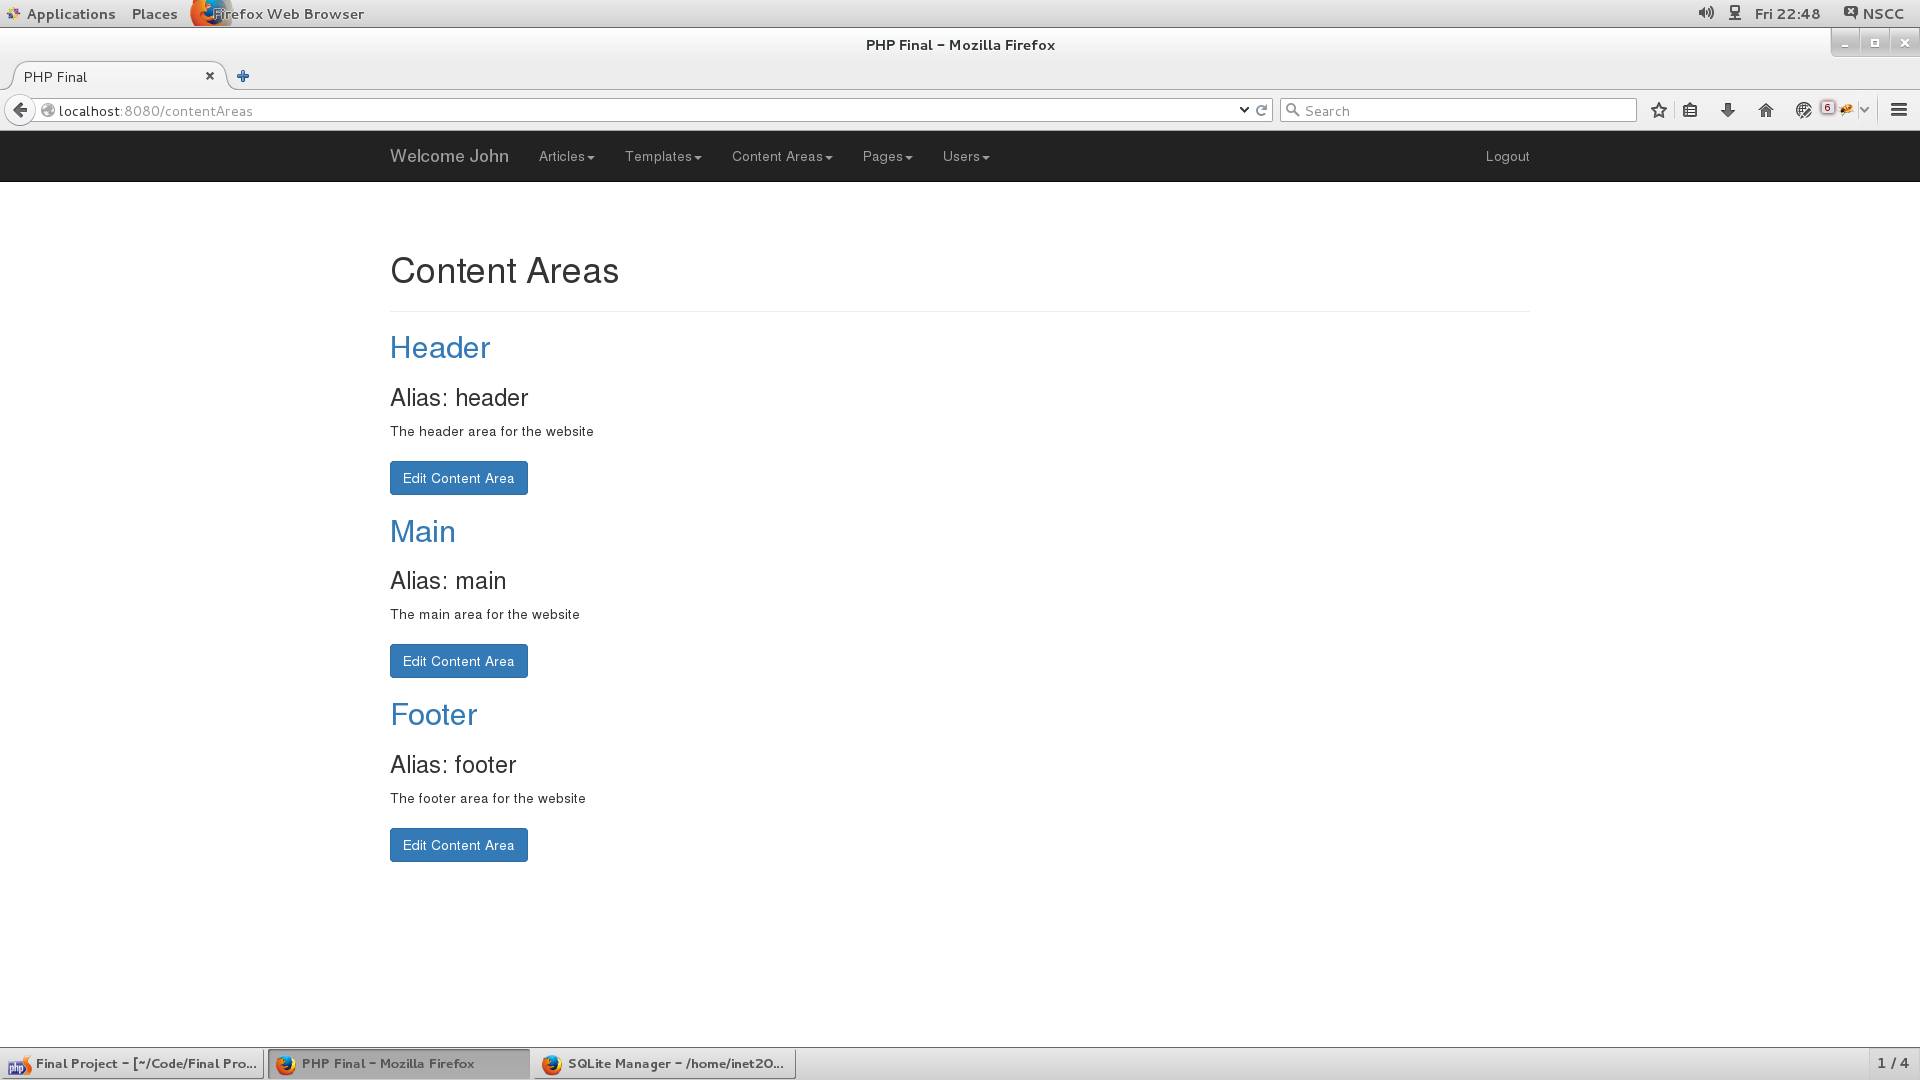 Applications Places Firefox Web Browser Fri 22:48 NSCC
PHP Final - Mozilla Firefox
PHP Final
localhost:8080/contentAreas Search 6
Welcome John Articles Templates Content Areas Pages Users Logout
Content Areas
Header
Alias: header
The header area for the website
Edit Content Area
Main
Alias: main
The main area for the website
Edit Content Area
Footer
Alias: footer
The footer area for the website
Edit Content Area
php Final Project - [~/Code/Final Pro... PHP Final - Mozilla Firefox SQLite Manager - /home/inet20... 1 / 4